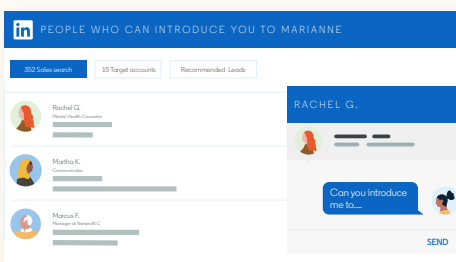 in PEOPLE WHO CAN INTRODUCE YOU TO MARIANNE
352 Sales search
15 Target accounts
Recommended Leads
Rachel G.
Mental Health Counselor
Martha K.
Communicator
Marcus F.
Manager at Nonprofit C
RACHEL G.
Can you introduce
me to....
SEND